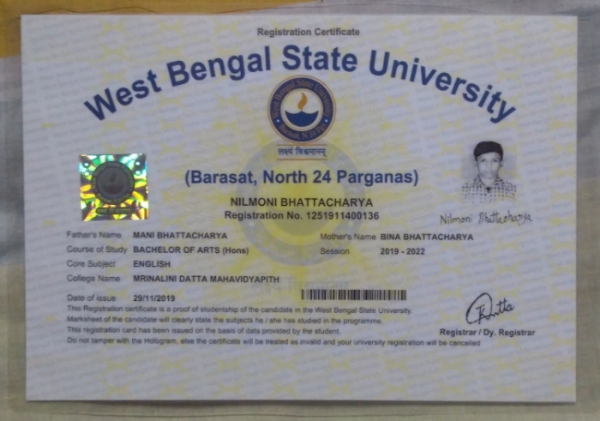 Registration Certificate
West Bengal State University
लक्ष्यं विश्वमानम्
(Barasat, North 24 Parganas)
NILMONI BHATTACHARYA
Registration No. 1251911400136
Nilmoni Bhattacharya
Father's Name MANI BHATTACHARYA Mother's Name BINA BHATTACHARYA
Course of Study BACHELOR OF ARTS (Hons) Session 2019 - 2022
Core Subject ENGLISH
College Name MRINALINI DATTA MAHAVIDYAPITH
Date of issue 29/11/2019
This Registration certificate is a proof of studentship of the candidate in the West Bengal State University.
Marksheet of the candidate will clearly state the subjects he / she has studied in the programme.
This registration card has been issued on the basis of data provided by the student.
Do not tamper with the Hologram, else the certificate will be treated as invalid and your university registration will be cancelled
Registrar / Dy. Registrar